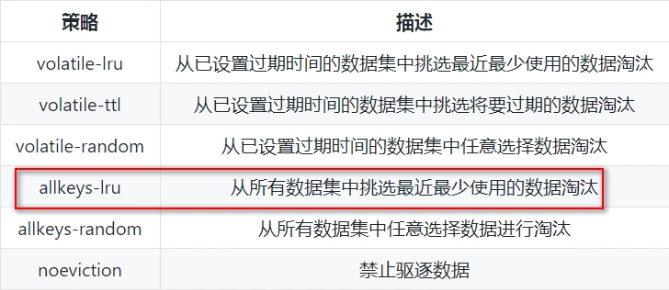 策略 描述
volatile-lru 从已设置过期时间的数据集中挑选最近最少使用的数据淘汰
volatile-ttl 从已设置过期时间的数据集中挑选将要过期的数据淘汰
volatile-random 从已设置过期时间的数据集中任意选择数据淘汰
allkeys-lru 从所有数据集中挑选最近最少使用的数据淘汰
allkeys-random 从所有数据集中任意选择数据进行淘汰
noeviction 禁止驱逐数据